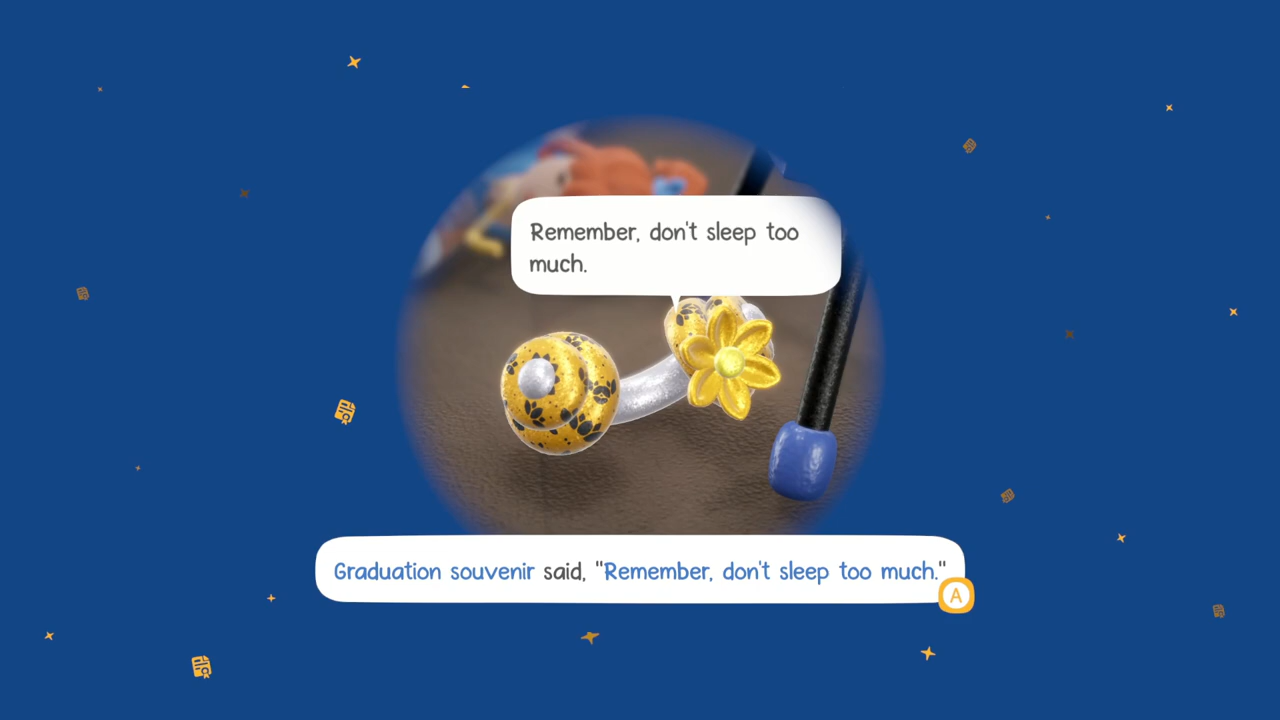 Remember, don't sleep too
much.
Graduation souvenir said, "Remember, don't sleep too much."
A